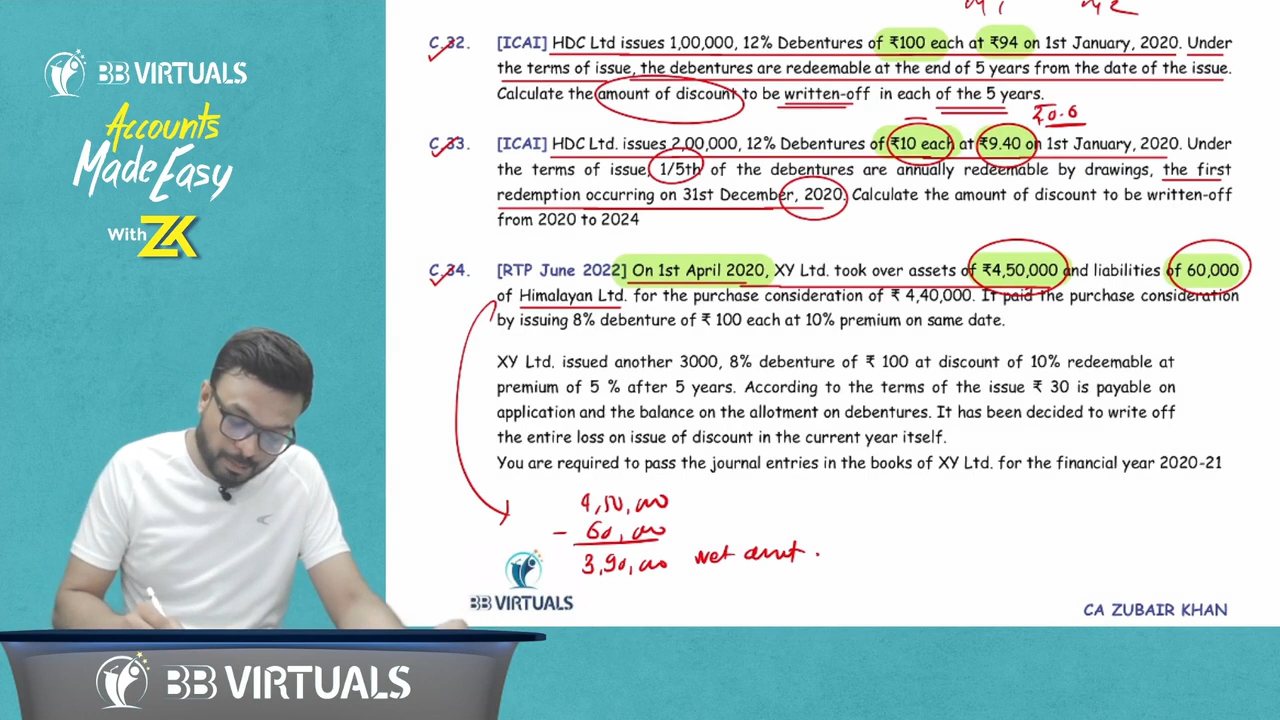 BB VIRTUALS
Accounts
Made Easy
With ZK
C.32. [ICAI] HDC Ltd issues 1,00,000, 12% Debentures of ₹100 each at ₹94 on 1st January, 2020. Under
the terms of issue, the debentures are redeemable at the end of 5 years from the date of the issue.
Calculate the amount of discount to be written-off in each of the 5 years.
₹0.6
C.33. [ICAI] HDC Ltd. issues 2,00,000, 12% Debentures of ₹10 each at ₹9.40 on 1st January, 2020. Under
the terms of issue, 1/5th of the debentures are annually redeemable by drawings, the first
redemption occurring on 31st December, 2020. Calculate the amount of discount to be written-off
from 2020 to 2024
C.34. [RTP June 2022] On 1st April 2020, XY Ltd. took over assets of ₹4,50,000 and liabilities of 60,000
of Himalayan Ltd. for the purchase consideration of ₹ 4,40,000. It paid the purchase consideration
by issuing 8% debenture of ₹ 100 each at 10% premium on same date.
XY Ltd. issued another 3000, 8% debenture of ₹ 100 at discount of 10% redeemable at
premium of 5 % after 5 years. According to the terms of the issue ₹ 30 is payable on
application and the balance on the allotment on debentures. It has been decided to write off
the entire loss on issue of discount in the current year itself.
You are required to pass the journal entries in the books of XY Ltd. for the financial year 2020-21
4,50,000
- 60,000
3,90,000 net asset.
BB VIRTUALS
CA ZUBAIR KHAN
BB VIRTUALS